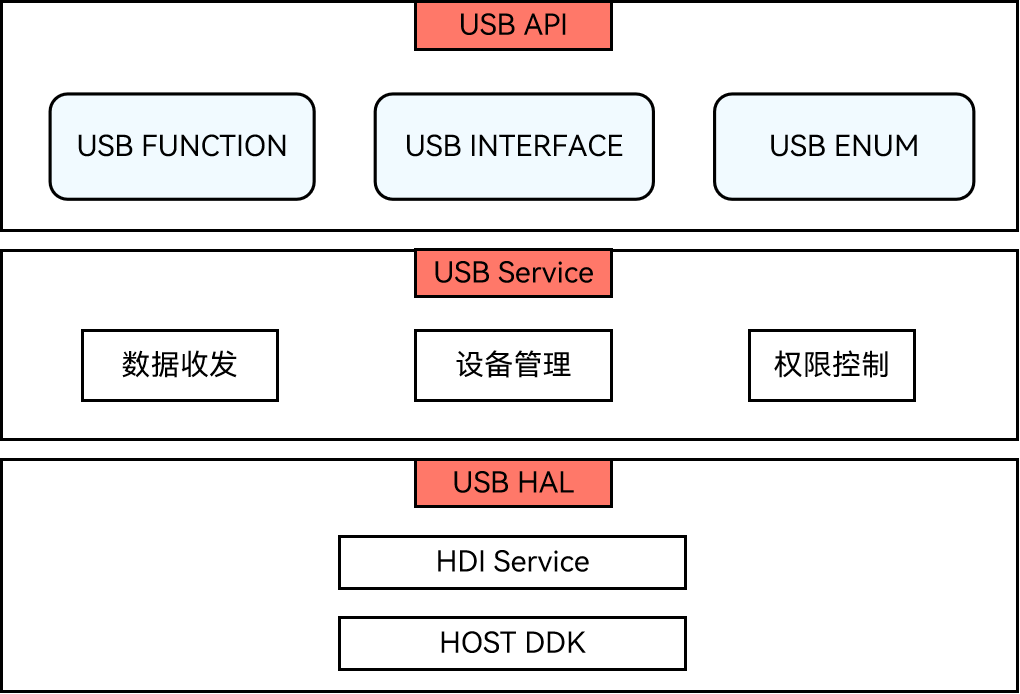 USB API
USB FUNCTION
USB INTERFACE
USB ENUM
USB Service
数据收发
设备管理
权限控制
USB HAL
HDI Service
HOST DDK